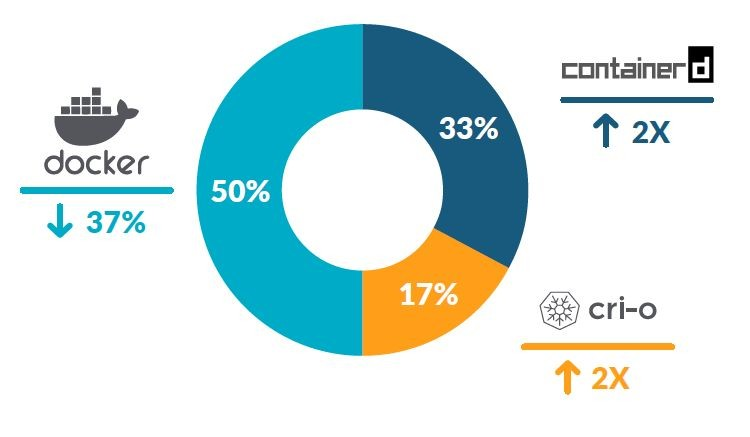 docker
↓ 37%
50%
33%
17%
containerd
↑ 2X
cri-o
↑ 2X